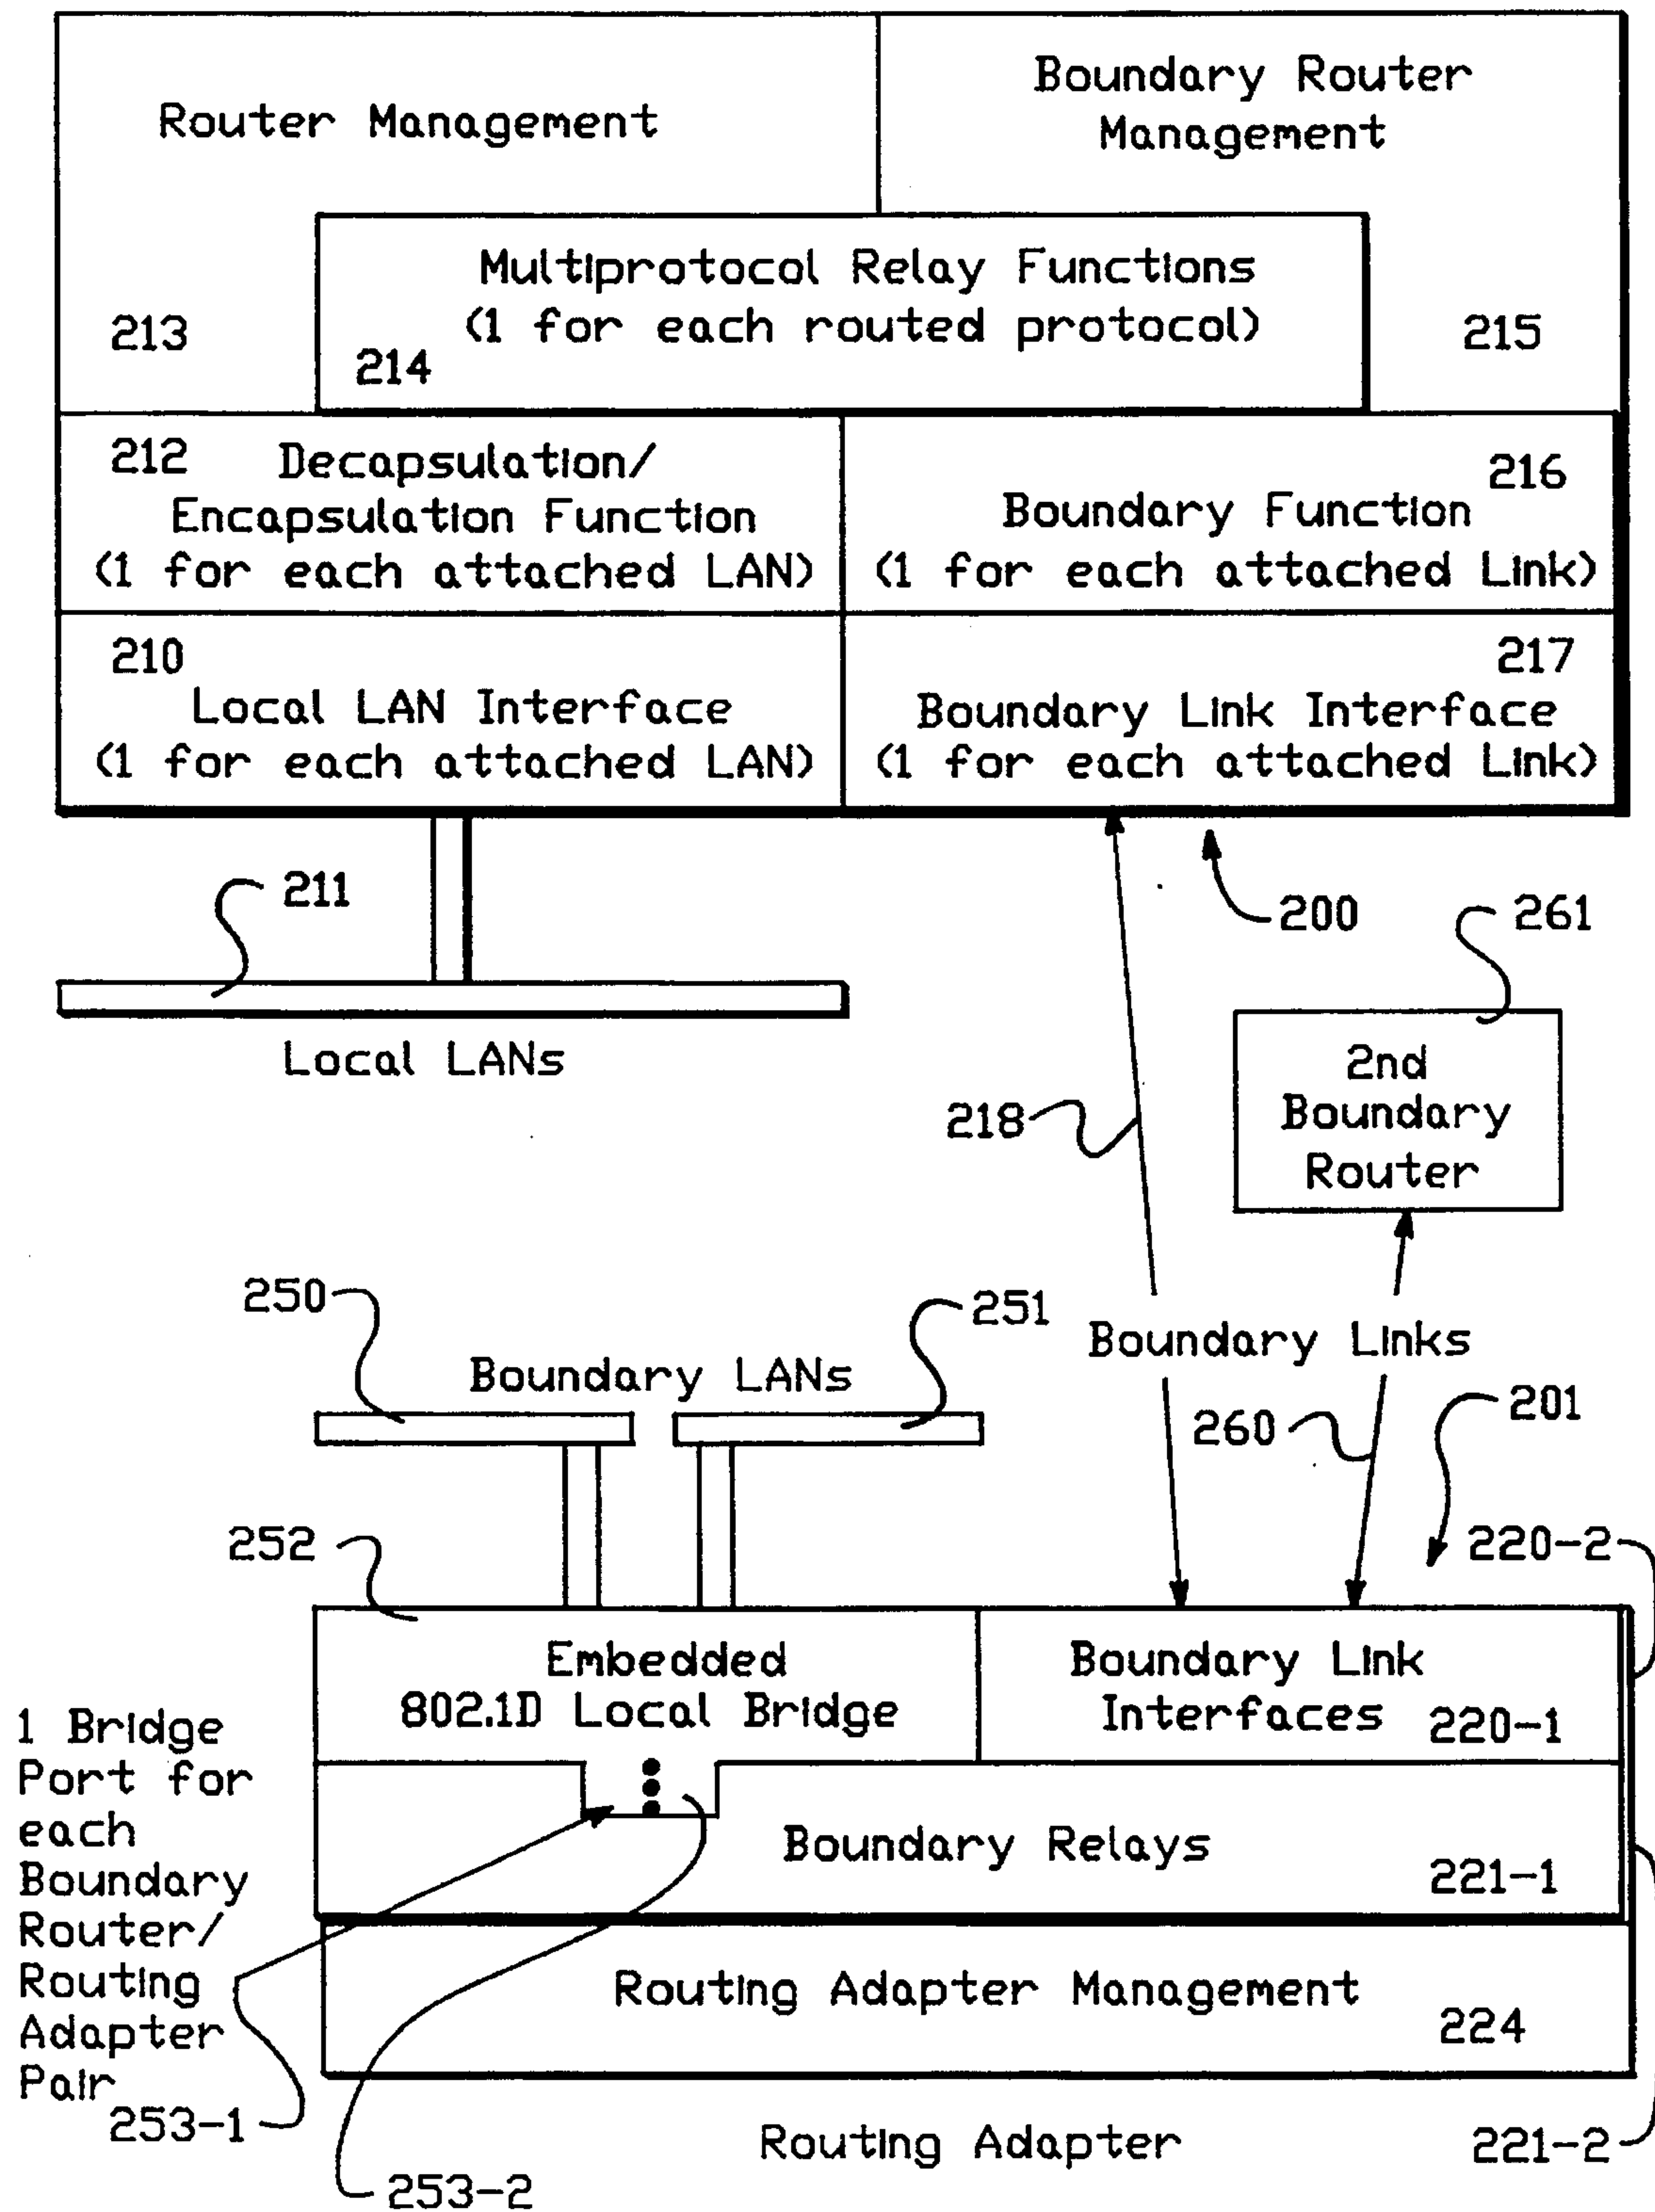 Router Management
Boundary Router
Management
Multiprotocol Relay Functions
(1 for each routed protocol)
213
214
215
212 Decapsulation/
Encapsulation Function
(1 for each attached LAN)
216
Boundary Function
(1 for each attached Link)
210
Local LAN Interface
(1 for each attached LAN)
217
Boundary Link Interface
(1 for each attached Link)
211
200
261
Local LANs
2nd
Boundary
Router
218
250
251
Boundary LANs
Boundary Links
260
201
252
220-2
Embedded
802.1D Local Bridge
Boundary Link
Interfaces 220-1
1 Bridge
Port for
each
Boundary
Router/
Routing
Adapter
Pair
Boundary Relays
221-1
Routing Adapter Management
224
253-1
253-2
Routing Adapter
221-2